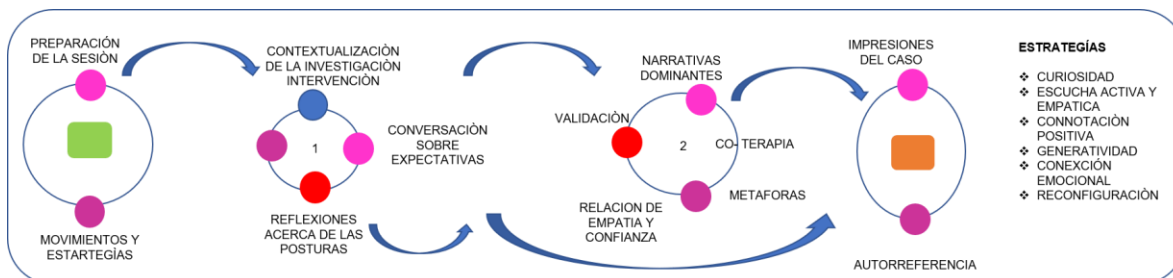 PREPARACIÓN
DE LA SESIÒN
MOVIMIENTOS Y
ESTARTEGÍAS
CONTEXTUALIZACIÒN
DE LA INVESTIGACIÒN
INTERVENCIÒN
1
CONVERSACIÒN
SOBRE
EXPECTATIVAS
REFLEXIONES
ACERCA DE LAS
POSTURAS
NARRATIVAS
DOMINANTES
VALIDACIÒN
2
CO- TERAPIA
METAFORAS
RELACION DE
EMPATIA Y
CONFIANZA
IMPRESIONES
DEL CASO
AUTORREFERENCIA
ESTRATEGÍAS
❖ CURIOSIDAD
❖ ESCUCHA ACTIVA Y
EMPATICA
❖ CONNOTACIÒN
POSITIVA
❖ GENERATIVIDAD
❖ CONEXCIÓN
EMOCIONAL
❖ RECONFIGURACIÒN